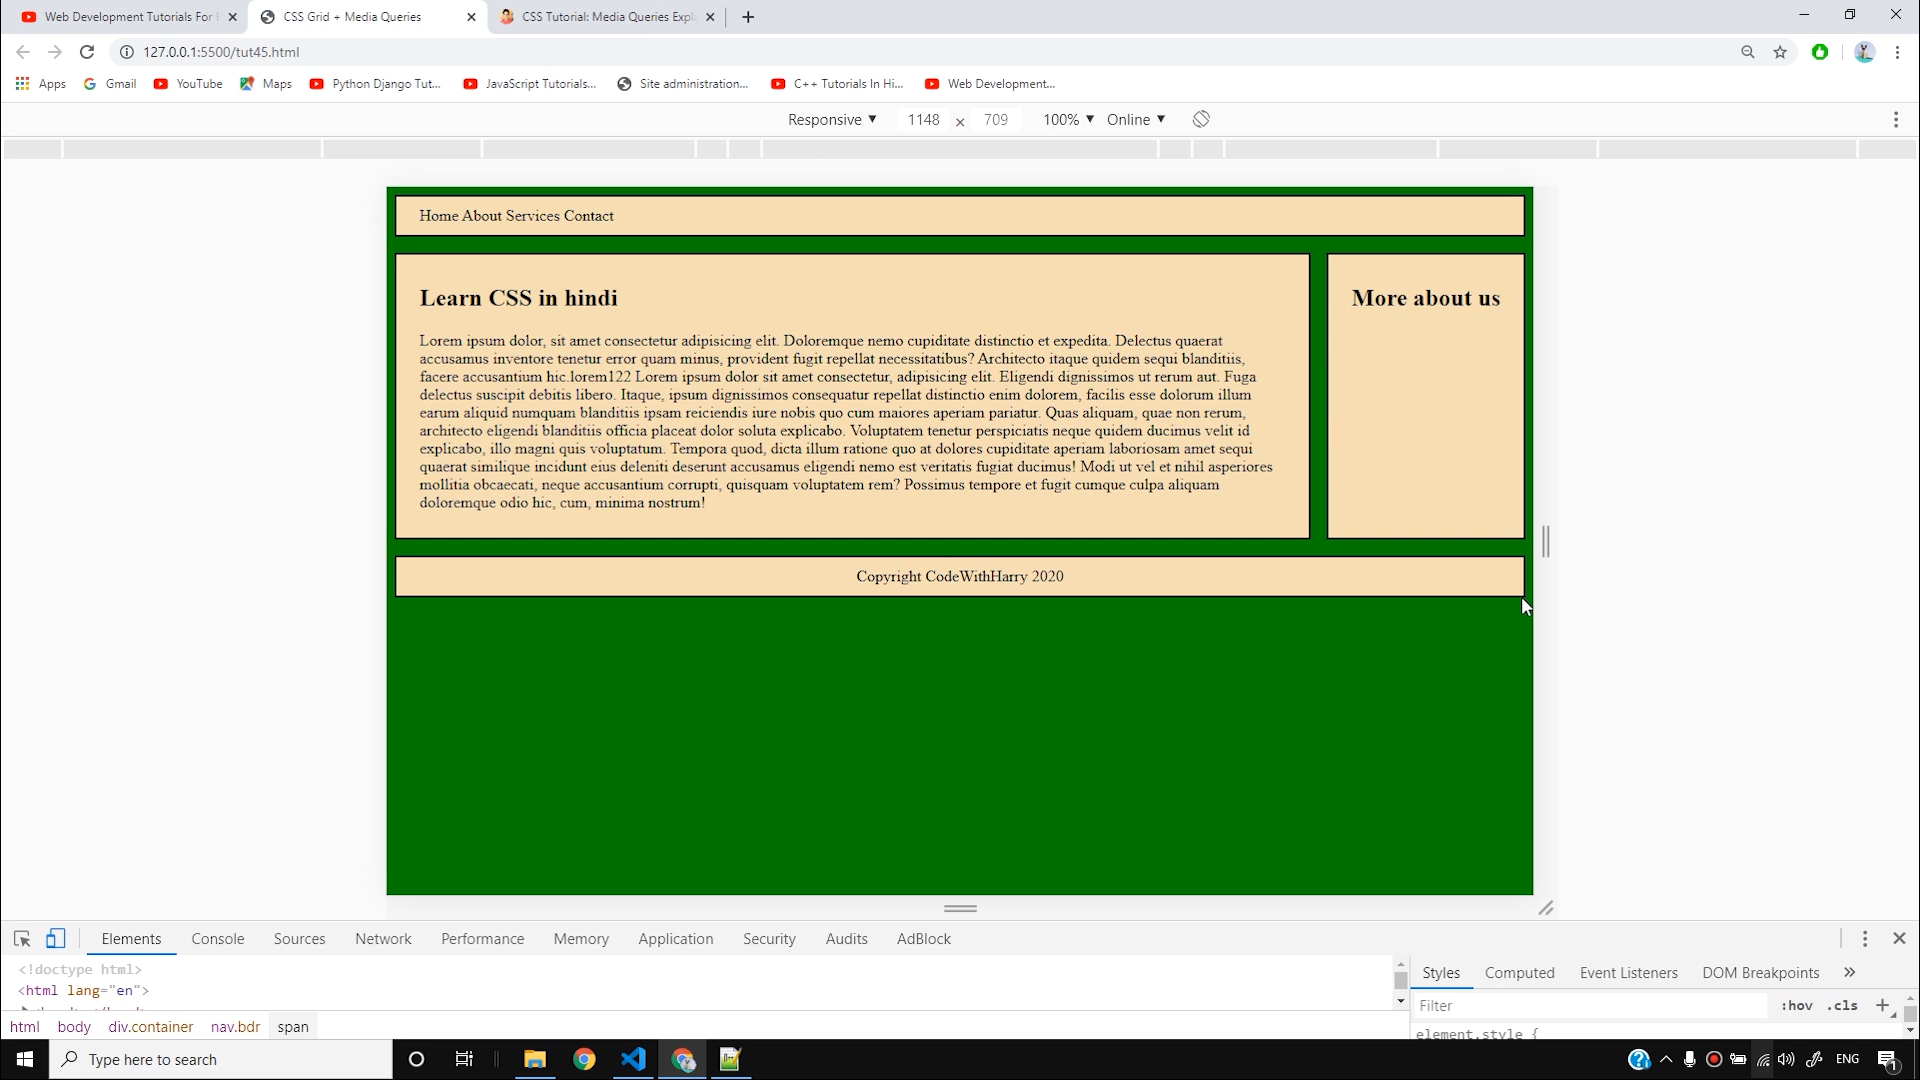 Web Development Tutorials For B
CSS Grid + Media Queries
CSS Tutorial: Media Queries Expl
127.0.0.1:5500/tut45.html
Apps Gmail YouTube Maps Python Django Tut... JavaScript Tutorials... Site administration... C++ Tutorials In Hi... Web Development...
Responsive 1148 × 709 100% Online
Home About Services Contact
Learn CSS in hindi
Lorem ipsum dolor, sit amet consectetur adipisicing elit. Doloremque nemo cupiditate distinctio et expedita. Delectus quaerat
accusamus inventore tenetur error quam minus, provident fugit repellat necessitatibus? Architecto itaque quidem sequi blanditiis,
facere accusantium hic.lorem122 Lorem ipsum dolor sit amet consectetur, adipisicing elit. Eligendi dignissimos ut rerum aut. Fuga
delectus suscipit debitis libero. Itaque, ipsum dignissimos consequatur repellat distinctio enim dolorem, facilis esse dolorum illum
earum aliquid numquam blanditiis ipsam reiciendis iure nobis quo cum maiores aperiam pariatur. Quas aliquam, quae non rerum,
architecto eligendi blanditiis officia placeat dolor soluta explicabo. Voluptatem tenetur perspiciatis neque quidem ducimus velit id
explicabo, illo magni quis voluptatum. Tempora quod, dicta illum ratione quo at dolores cupiditate aperiam laboriosam amet sequi
quaerat similique incidunt eius deleniti deserunt accusamus eligendi nemo est veritatis fugiat ducimus! Modi ut vel et nihil asperiores
mollitia obcaecati, neque accusantium corrupti, quisquam voluptatem rem? Possimus tempore et fugit cumque culpa aliquam
doloremque odio hic, cum, minima nostrum!
More about us
Copyright CodeWithHarry 2020
Elements Console Sources Network Performance Memory Application Security Audits AdBlock
<!doctype html>
<html lang="en">
html body div.container nav.bdr span
Styles Computed Event Listeners DOM Breakpoints
Filter :hov .cls +
element.style {
Type here to search
ENG
1